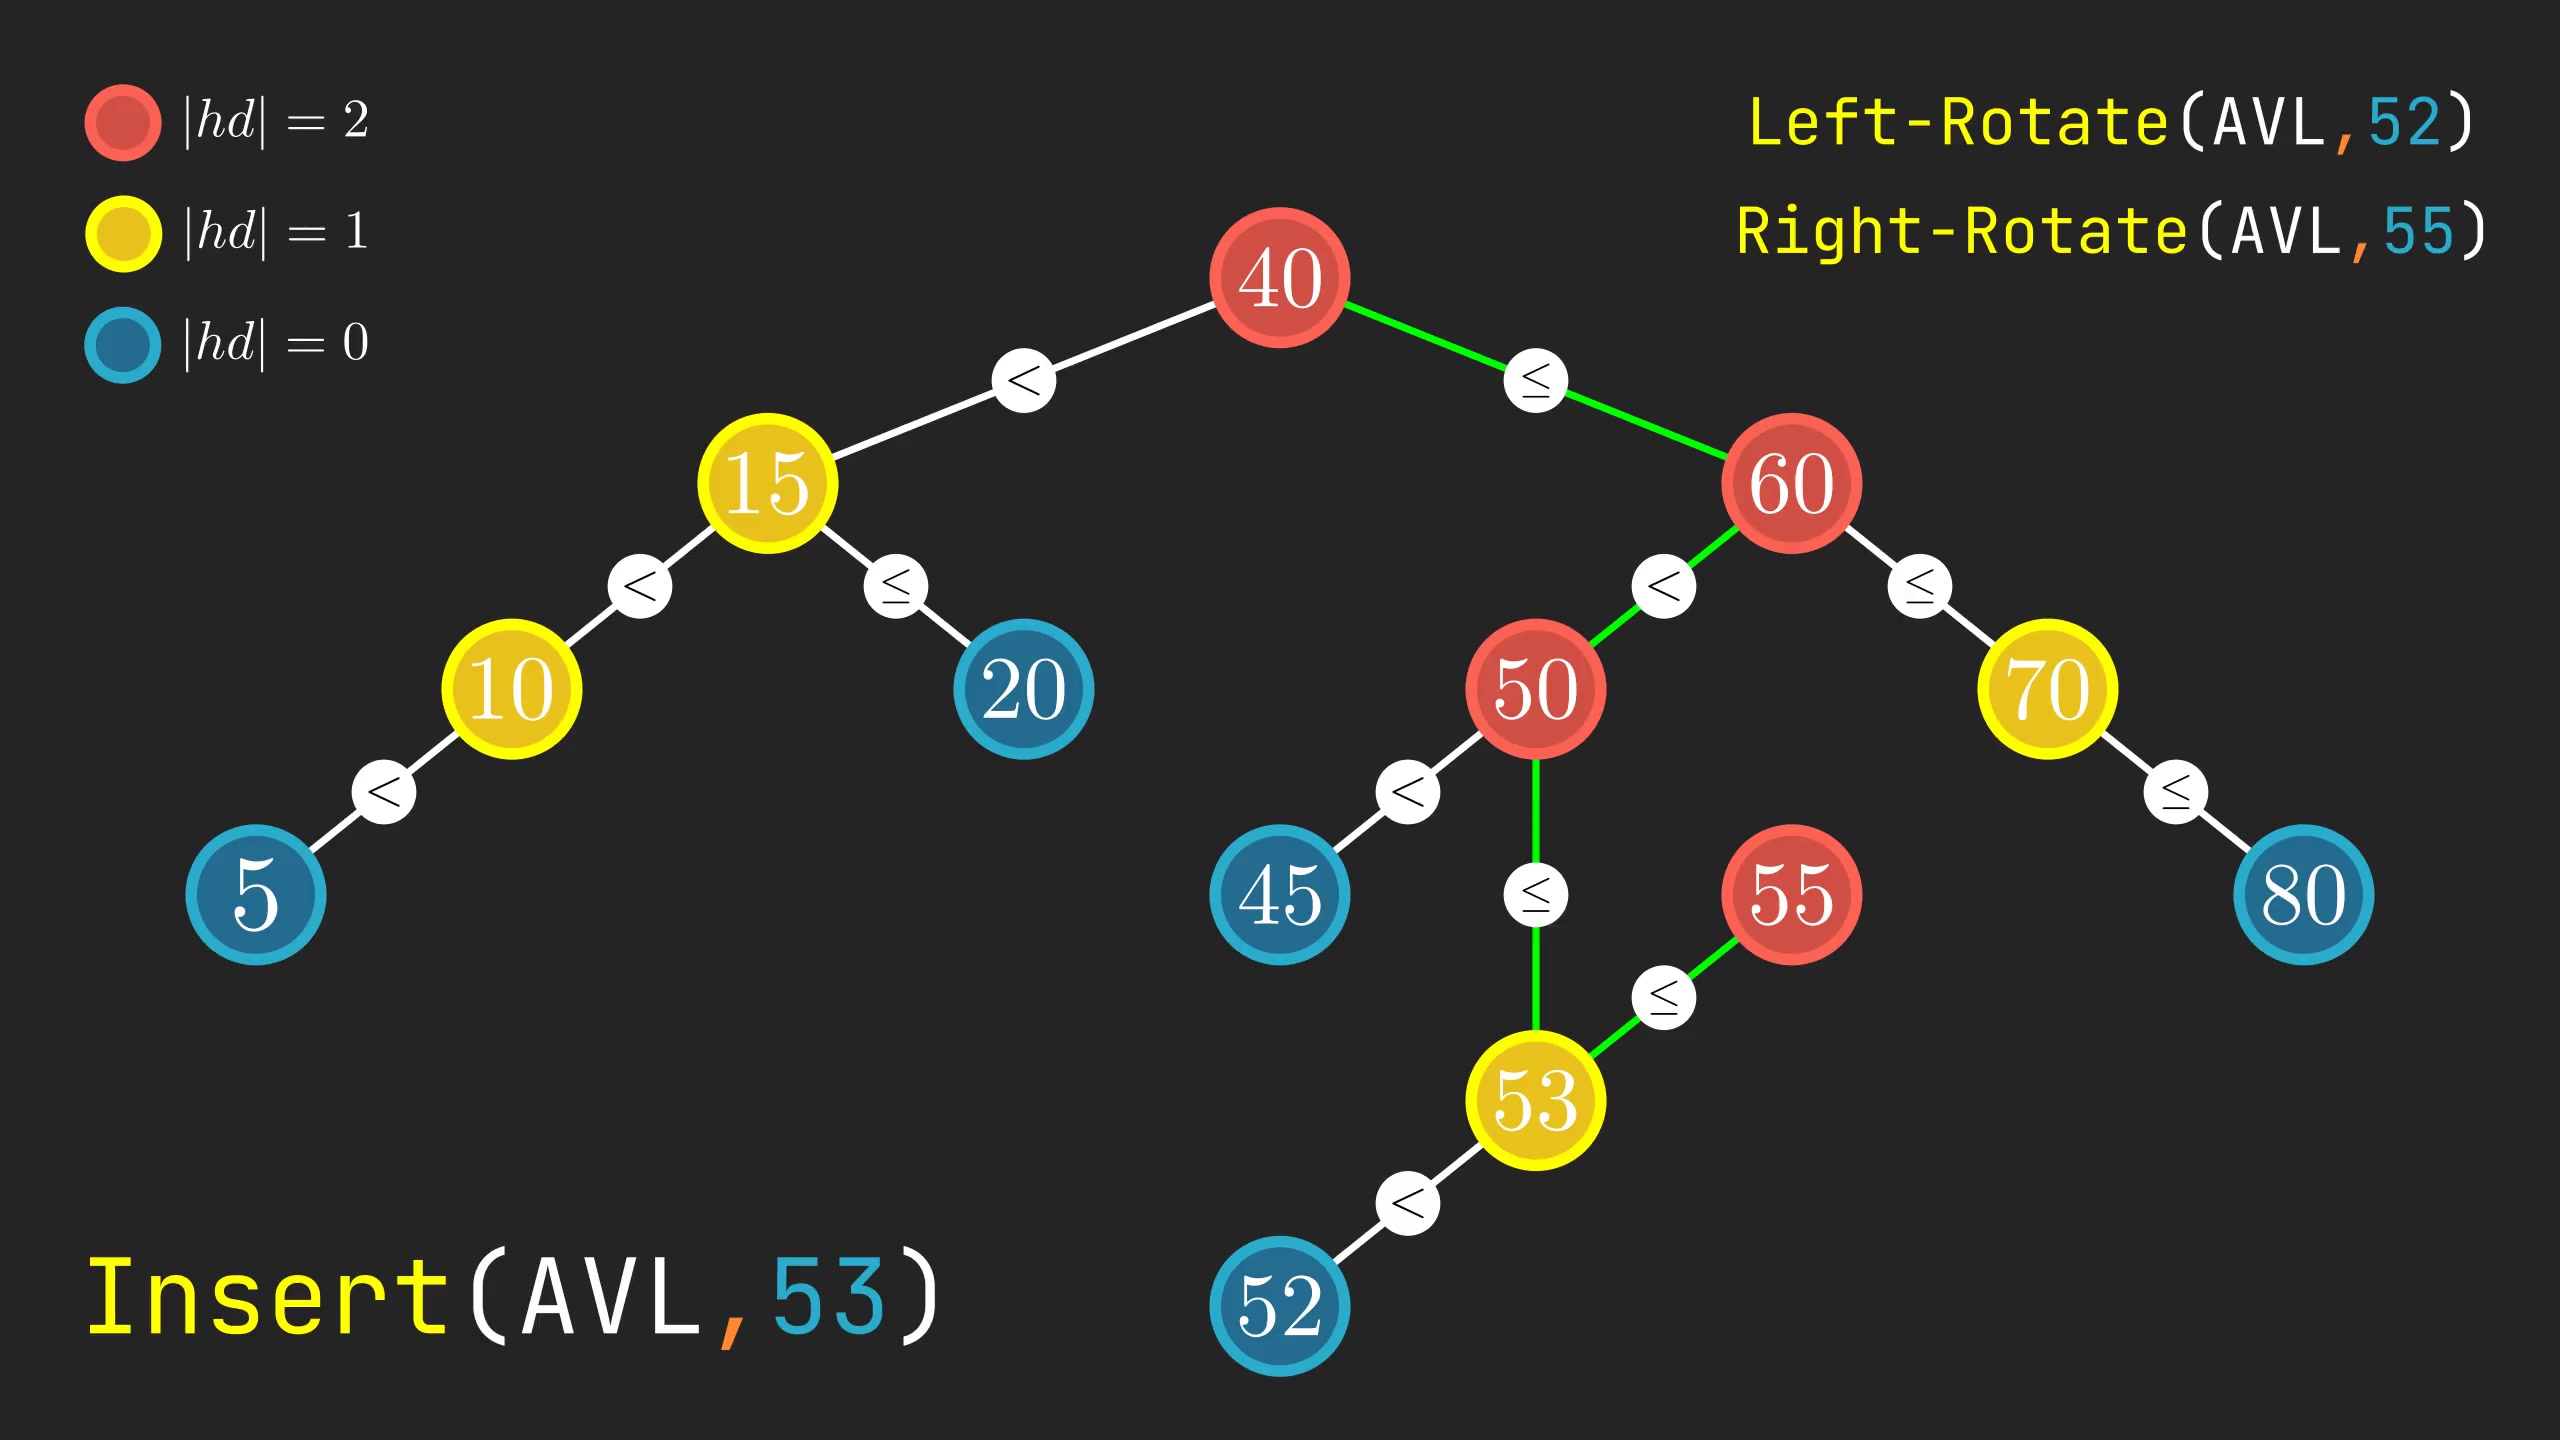 |hd| = 2
|hd| = 1
|hd| = 0
Left-Rotate(AVL,52)
Right-Rotate(AVL,55)
40
< ≤
15 60
< ≤ < ≤
10 20 50 70
< < ≤
5 45 ≤ 55 80
≤
53
<
52
Insert(AVL,53)